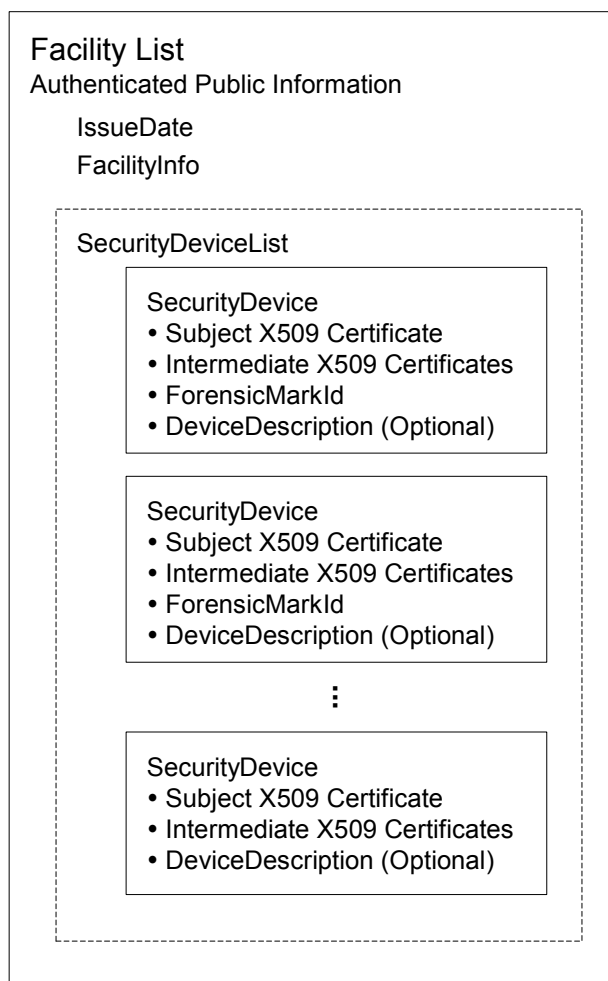 Facility List
Authenticated Public Information
IssueDate
FacilityInfo
SecurityDeviceList
SecurityDevice
• Subject X509 Certificate
• Intermediate X509 Certificates
• ForensicMarkId
• DeviceDescription (Optional)
SecurityDevice
• Subject X509 Certificate
• Intermediate X509 Certificates
• ForensicMarkId
• DeviceDescription (Optional)
⋮
SecurityDevice
• Subject X509 Certificate
• Intermediate X509 Certificates
• DeviceDescription (Optional)